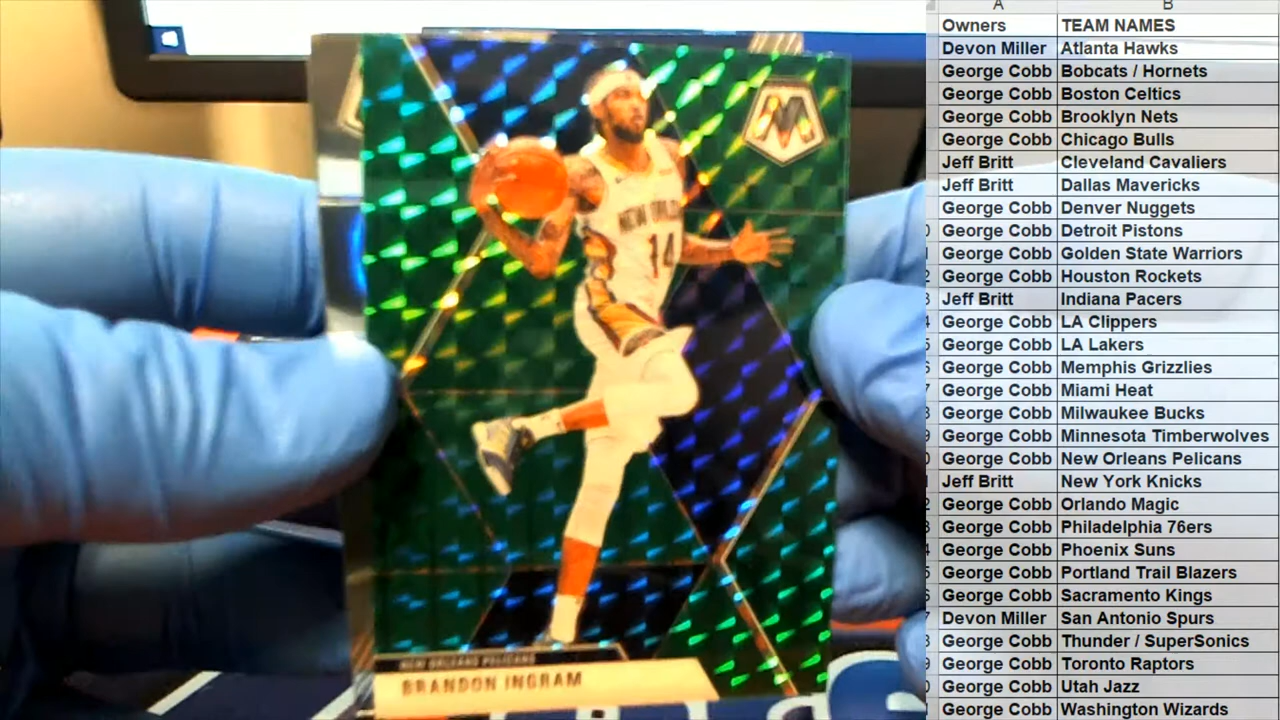 NEW ORL
14
M
NEW ORLEANS PELICANS
BRANDON INGRAM
A B
Owners TEAM NAMES
Devon Miller Atlanta Hawks
George Cobb Bobcats / Hornets
George Cobb Boston Celtics
George Cobb Brooklyn Nets
George Cobb Chicago Bulls
Jeff Britt Cleveland Cavaliers
Jeff Britt Dallas Mavericks
George Cobb Denver Nuggets
George Cobb Detroit Pistons
George Cobb Golden State Warriors
George Cobb Houston Rockets
Jeff Britt Indiana Pacers
George Cobb LA Clippers
George Cobb LA Lakers
George Cobb Memphis Grizzlies
George Cobb Miami Heat
George Cobb Milwaukee Bucks
George Cobb Minnesota Timberwolves
George Cobb New Orleans Pelicans
Jeff Britt New York Knicks
George Cobb Orlando Magic
George Cobb Philadelphia 76ers
George Cobb Phoenix Suns
George Cobb Portland Trail Blazers
George Cobb Sacramento Kings
Devon Miller San Antonio Spurs
George Cobb Thunder / SuperSonics
George Cobb Toronto Raptors
George Cobb Utah Jazz
George Cobb Washington Wizards